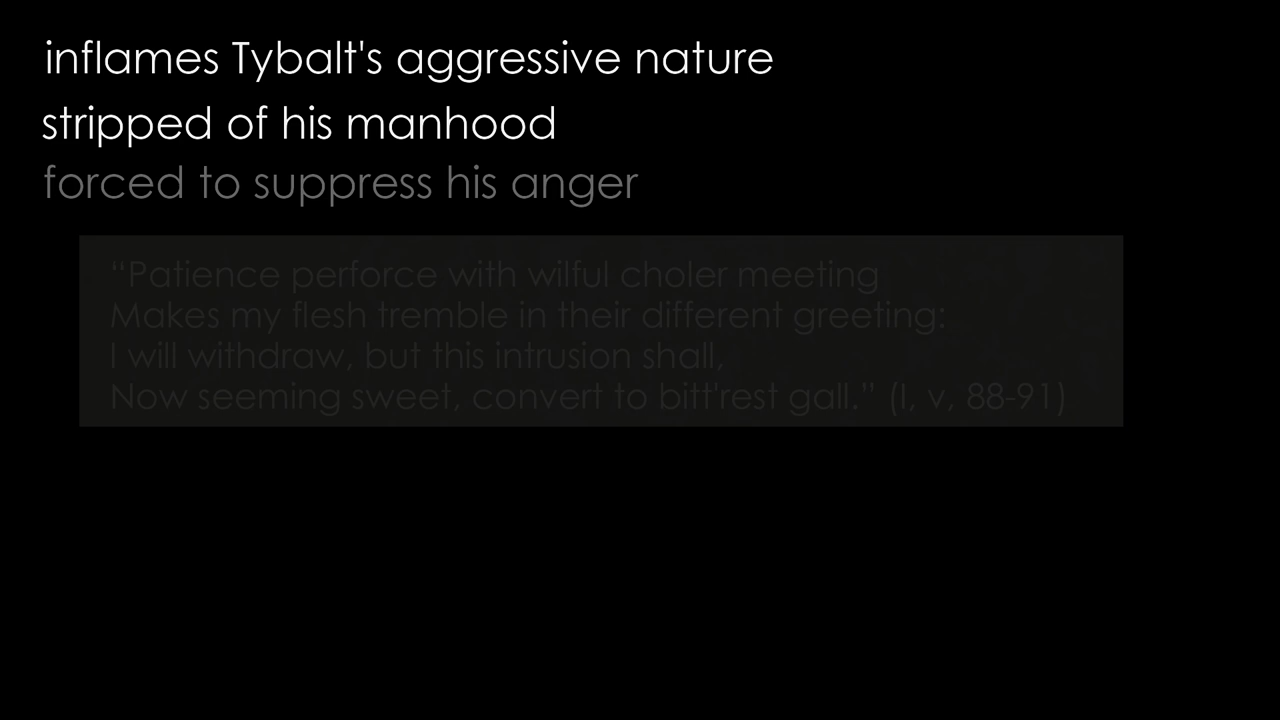 inflames Tybalt's aggressive nature
stripped of his manhood
forced to suppress his anger
“Patience perforce with wilful choler meeting
Makes my flesh tremble in their different greeting:
I will withdraw, but this intrusion shall,
Now seeming sweet, convert to bitt'rest gall.” (I, v, 88-91)